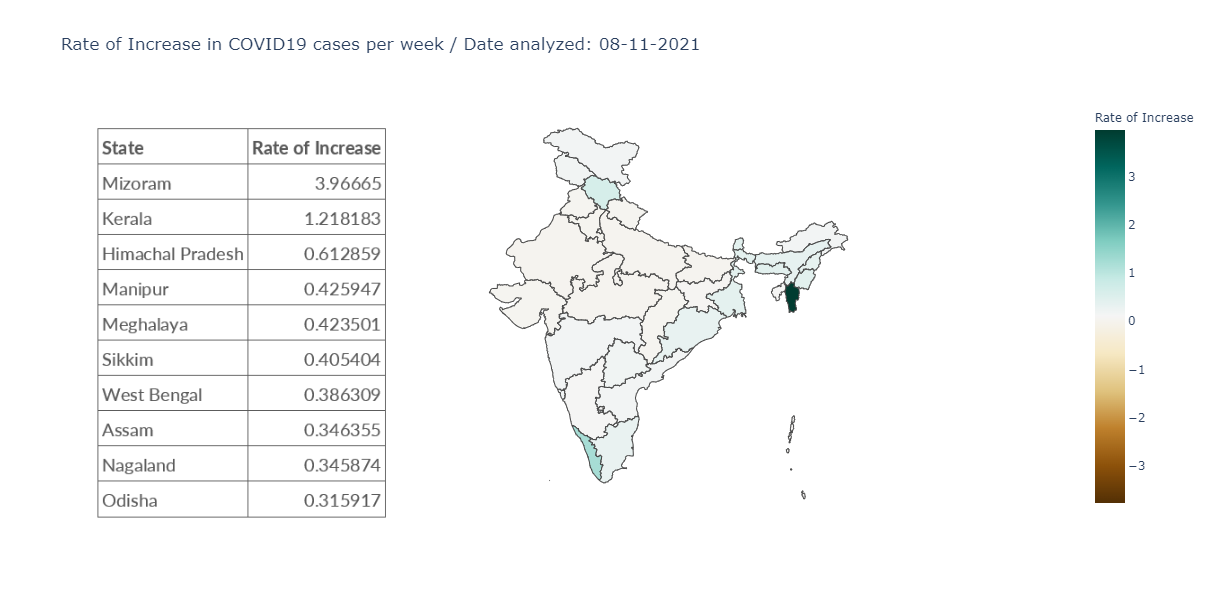 Rate of Increase in COVID19 cases per week / Date analyzed: 08-11-2021
State Rate of Increase
Mizoram 3.96665
Kerala 1.218183
Himachal Pradesh 0.612859
Manipur 0.425947
Meghalaya 0.423501
Sikkim 0.405404
West Bengal 0.386309
Assam 0.346355
Nagaland 0.345874
Odisha 0.315917
Rate of Increase
3
2
1
0
−1
−2
−3